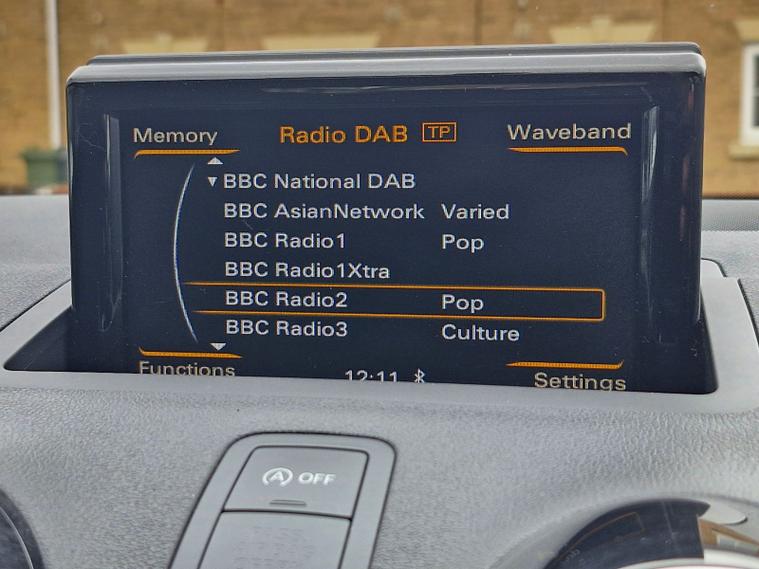 Memory Radio DAB TP Waveband
BBC National DAB
BBC AsianNetwork Varied
BBC Radio1 Pop
BBC Radio1Xtra
BBC Radio2 Pop
BBC Radio3 Culture
Functions 12:11 Settings
A OFF